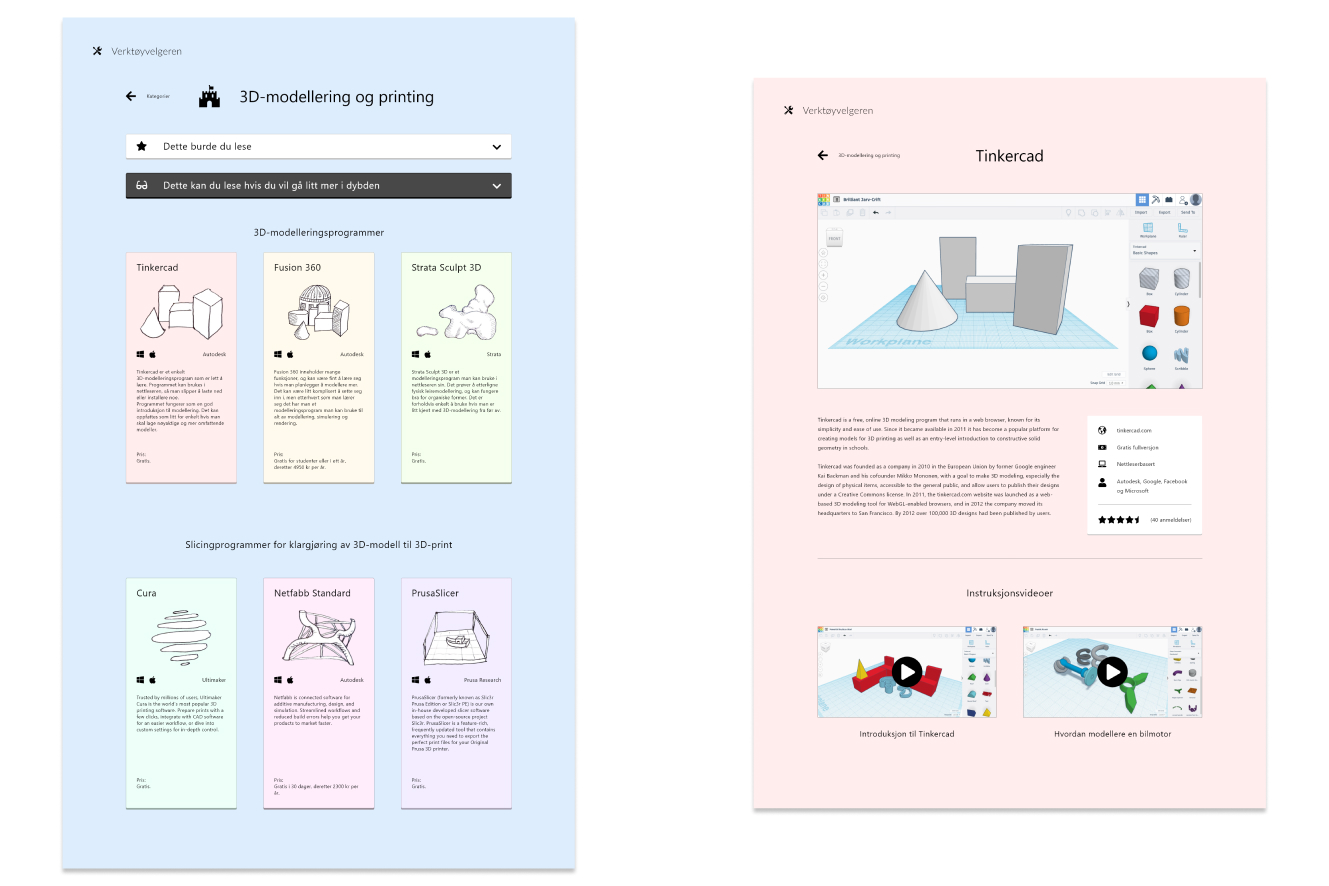 Verktøyvelgeren
Kategorier
3D-modellering og printing
Dette burde du lese
Dette kan du lese hvis du vil gå litt mer i dybden
3D-modelleringsprogrammer
Tinkercad
Autodesk
Tinkercad er et enkelt
3D-modelleringsprogram som er lett å
lære. Programmet kan brukes i
nettleseren, så man slipper å laste ned
eller installere noe.
Programmet fungerer som en god
introduksjon til modellering. Det kan
oppfattes som litt for enkelt hvis man
skal lage nøyaktige og mer omfattende
modeller.
Pris:
Gratis.
Fusion 360
Autodesk
Fusion 360 inneholder mange
funksjoner, og kan være fint å lære seg
hvis man planlegger å modellere mer.
Det kan være litt komplisert å sette seg
inn i, men etterhvert som man lærer
seg det har man et
modelleringsprogram man kan bruke til
alt av modellering, simulering og
rendering.
Pris:
Gratis for studenter eller i ett år,
deretter 4950 kr per år.
Strata Sculpt 3D
Strata
Strata Sculpt 3D er et
modelleringsprogram man kan bruke i
nettleseren sin. Det prøver å etterligne
fysisk leiremodellering, og kan fungere
bra for organiske former. Det er
forholdvis enkelt å bruke hvis man er
litt kjent med 3D-modellering fra før av.
Pris:
Gratis.
Slicingprogrammer for klargjøring av 3D-modell til 3D-print
Cura
Ultimaker
Trusted by millions of users, Ultimaker
Cura is the world's most popular 3D
printing software. Prepare prints with a
few clicks, integrate with CAD software
for an easier workflow, or dive into
custom settings for in-depth control.
Pris:
Gratis.
Netfabb Standard
Autodesk
Netfabb is connected software for
additive manufacturing, design, and
simulation. Streamlined workflows and
reduced build errors help you get your
products to market faster.
Pris:
Gratis i 30 dager, deretter 2300 kr per
år.
PrusaSlicer
Prusa Research
PrusaSlicer (formerly known as Slic3r
Prusa Edition or Slic3r PE) is our own
in-house developed slicer software
based on the open-source project
Slic3r. PrusaSlicer is a feature-rich,
frequently updated tool that contains
everything you need to export the
perfect print files for your Original
Prusa 3D printer.
Pris:
Gratis.
Verktøyvelgeren
3D-modellering og printing
Tinkercad
Brilliant Jarv-Crift
Import
Export
Send To
FRONT
Workplane
Workplane
Ruler
Tinkercad
Basic Shapes
Box
Cylinder
Box
Cylinder
Sphere
Scribble
Edit Grid
Snap Grid
Tinkercad is a free, online 3D modeling program that runs in a web browser, known for its
simplicity and ease of use. Since it became available in 2011 it has become a popular platform for
creating models for 3D printing as well as an entry-level introduction to constructive solid
geometry in schools.
Tinkercad was founded as a company in 2010 in the European Union by former Google engineer
Kai Backman and his cofounder Mikko Mononen, with a goal to make 3D modeling, especially the
design of physical items, accessible to the general public, and allow users to publish their designs
under a Creative Commons license. In 2011, the tinkercad.com website was launched as a web-
based 3D modeling tool for WebGL-enabled browsers, and in 2012 the company moved its
headquarters to San Francisco. By 2012 over 100,000 3D designs had been published by users.
tinkercad.com
Gratis fullversjon
Nettleserbasert
Autodesk, Google, Facebook
og Microsoft
(40 anmeldelser)
Instruksjonsvideoer
Introduksjon til Tinkercad
Hvordan modellere en bilmotor